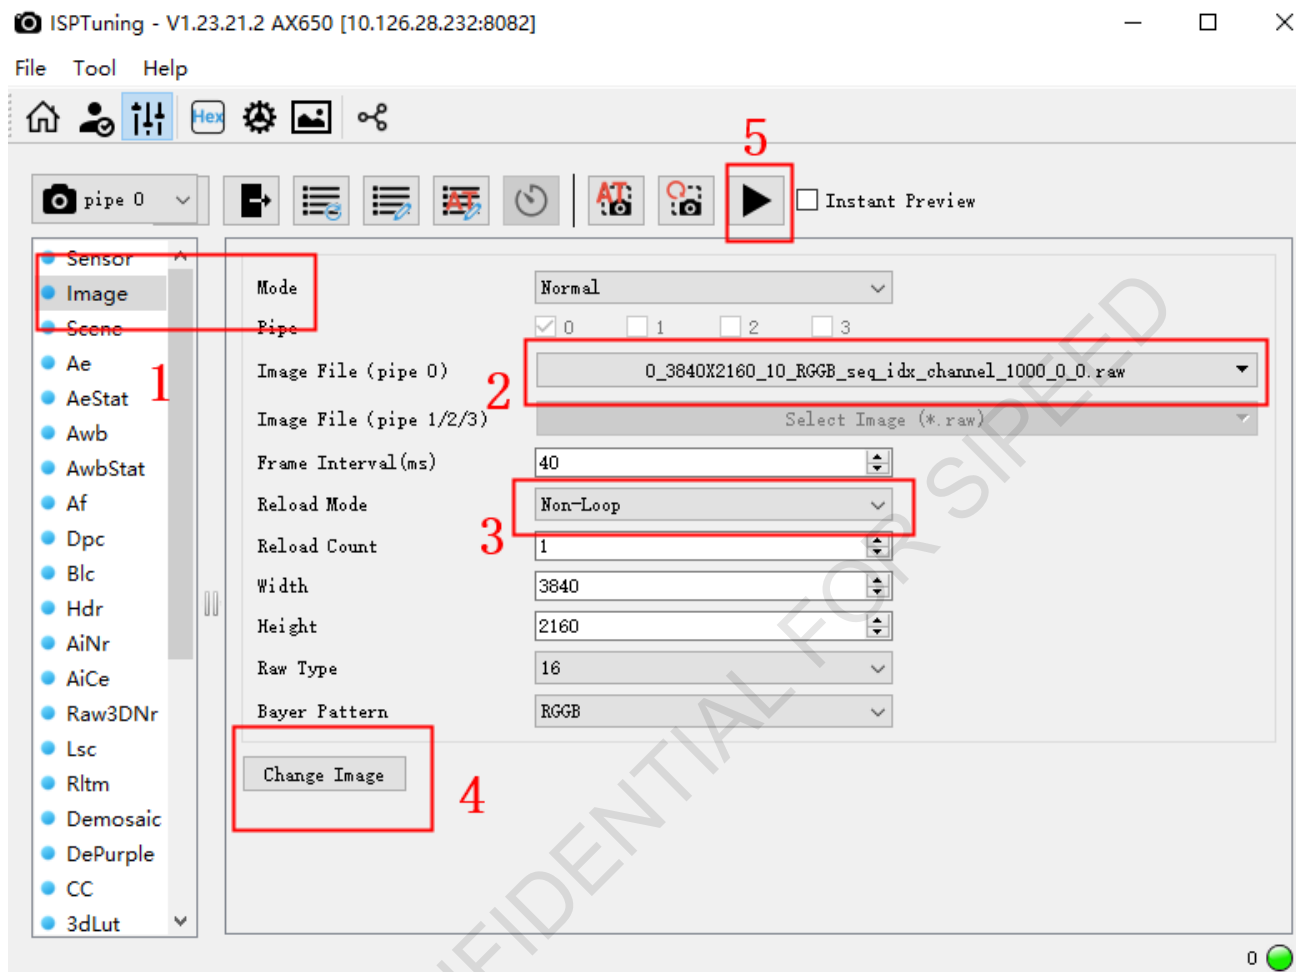 ISPTuning - V1.23.21.2 AX650 [10.126.28.232:8082]
File Tool Help
Hex
5
pipe 0
AT
AT
Instant Preview
Sensor
Image
Scene
Ae
AeStat
Awb
AwbStat
Af
Dpc
Blc
Hdr
AiNr
AiCe
Raw3DNr
Lsc
Rltm
Demosaic
DePurple
CC
3dLut
1
Mode Normal
Pipe 0 1 2 3
Image File (pipe 0) 0_3840X2160_10_RGGB_seq_idx_channel_1000_0_0.raw
2
Image File (pipe 1/2/3) Select Image (*.raw)
Frame Interval(ms) 40
Reload Mode Non-Loop
3
Reload Count 1
Width 3840
Height 2160
Raw Type 16
Bayer Pattern RGGB
Change Image
4
NFIDENTIAL FOR SIPEED
0